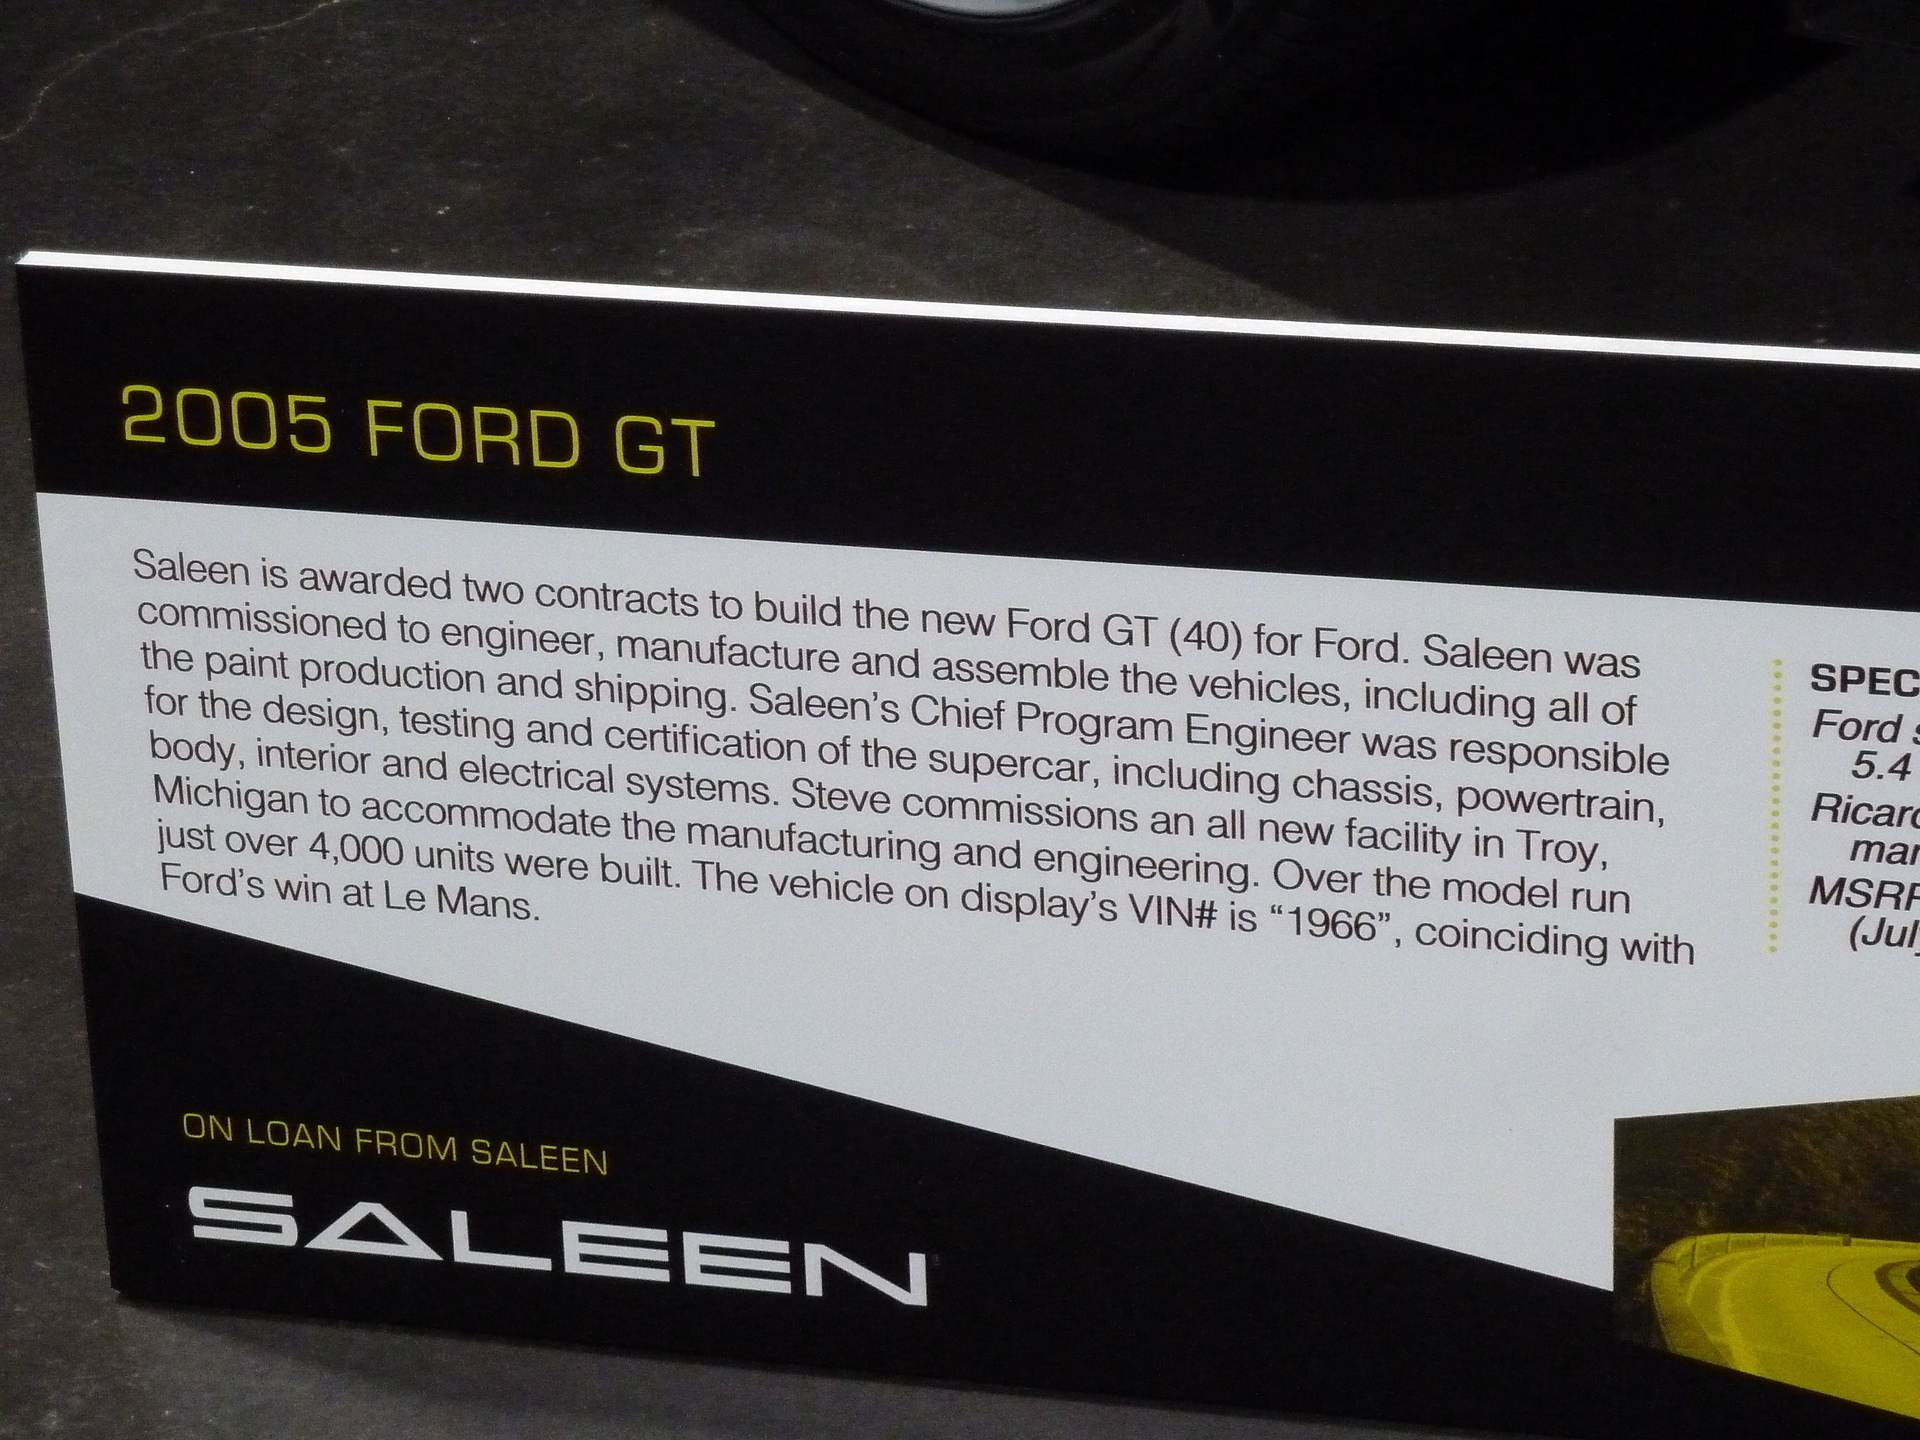 2005 FORD GT
Saleen is awarded two contracts to build the new Ford GT (40) for Ford. Saleen was
commissioned to engineer, manufacture and assemble the vehicles, including all of
the paint production and shipping. Saleen's Chief Program Engineer was responsible
for the design, testing and certification of the supercar, including chassis, powertrain,
body, interior and electrical systems. Steve commissions an all new facility in Troy,
Michigan to accommodate the manufacturing and engineering. Over the model run
just over 4,000 units were built. The vehicle on display's VIN# is “1966”, coinciding with
Ford's win at Le Mans.
Ford
5.4
ON LOAN FROM SALEEN
SALEEN